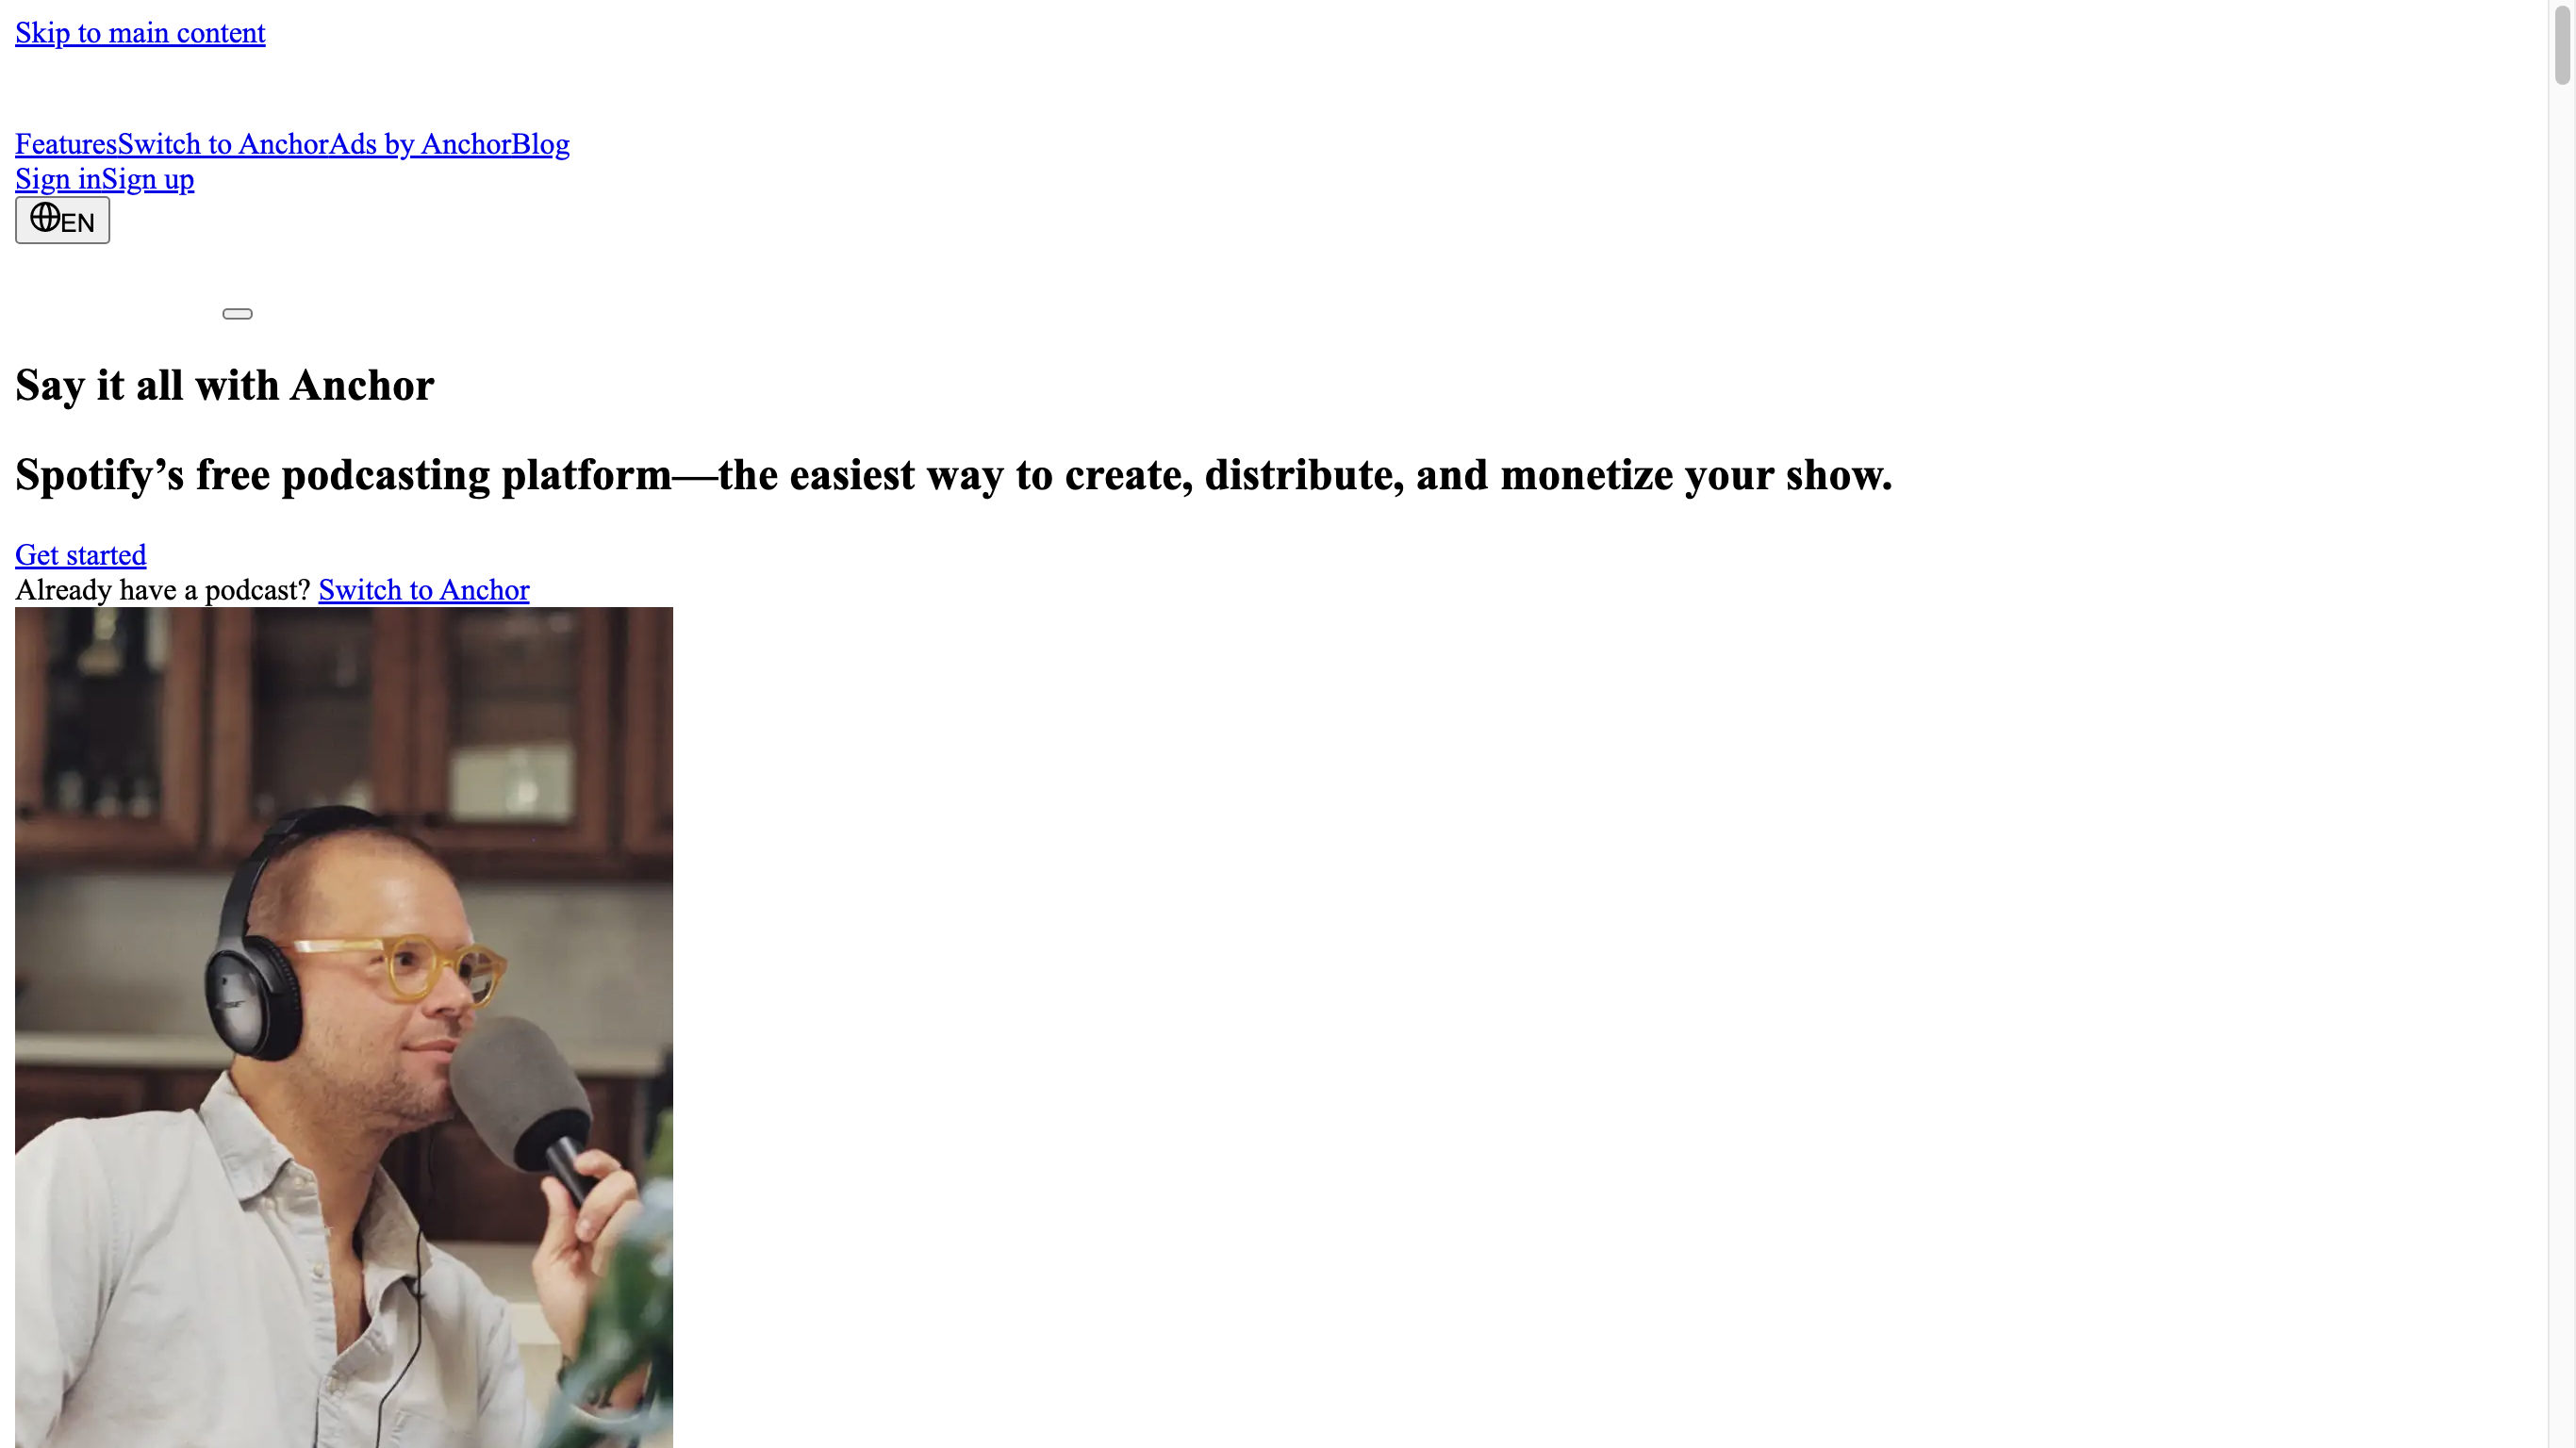 Skip to main content
FeaturesSwitch to AnchorAds by AnchorBlog
Sign inSign up
EN
Say it all with Anchor
Spotify’s free podcasting platform—the easiest way to create, distribute, and monetize your show.
Get started
Already have a podcast? Switch to Anchor
BOSE